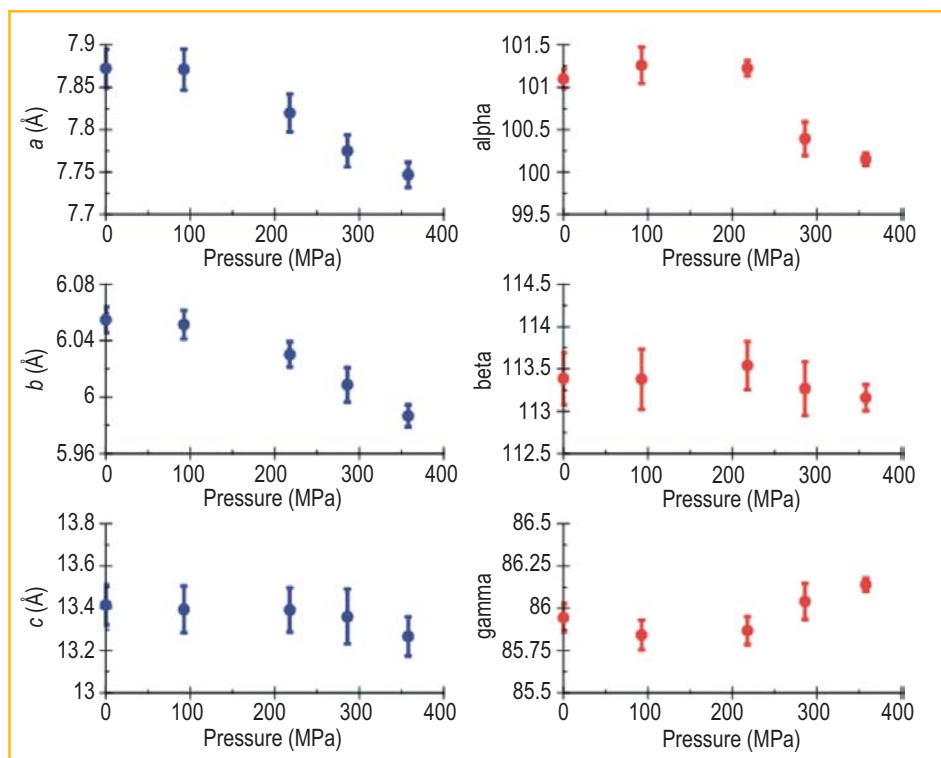 7.9
7.85
7.8
7.75
7.7
a (Å)
0 100 200 300 400
Pressure (MPa)
101.5
101
100.5
100
99.5
alpha
0 100 200 300 400
Pressure (MPa)
6.08
6.04
6
5.96
b (Å)
0 100 200 300 400
Pressure (MPa)
114.5
114
113.5
113
112.5
beta
0 100 200 300 400
Pressure (MPa)
13.8
13.6
13.4
13.2
13
c (Å)
0 100 200 300 400
Pressure (MPa)
86.5
86.25
86
85.75
85.5
gamma
0 100 200 300 400
Pressure (MPa)